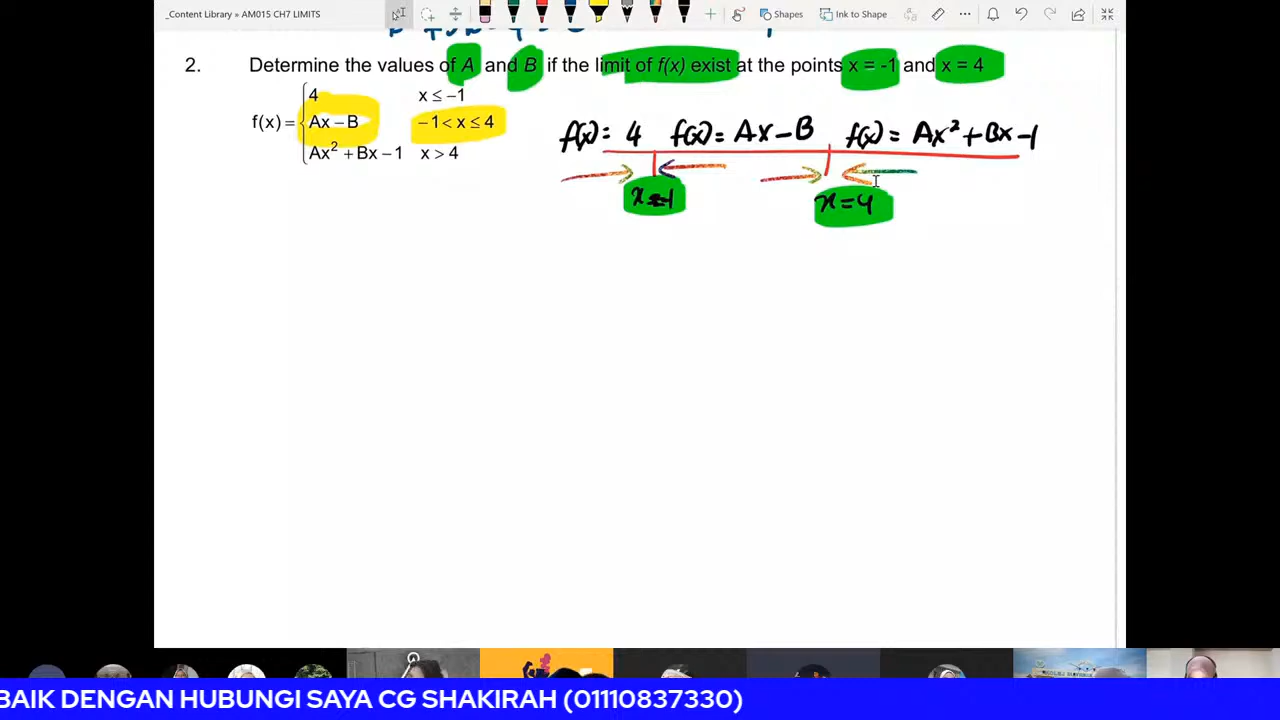 _Content Library » AM015 CH7 LIMITS
Shapes
Ink to Shape
2. Determine the values of A and B if the limit of f(x) exist at the points x = -1 and x = 4
4 x ≤ −1
f(x) = Ax − B −1 < x ≤ 4
Ax² + Bx − 1 x > 4
f(x) = 4 f(x) = Ax − B f(x) = Ax² + Bx − 1
x = -1 x = 4
BAIK DENGAN HUBUNGI SAYA CG SHAKIRAH (01110837330)